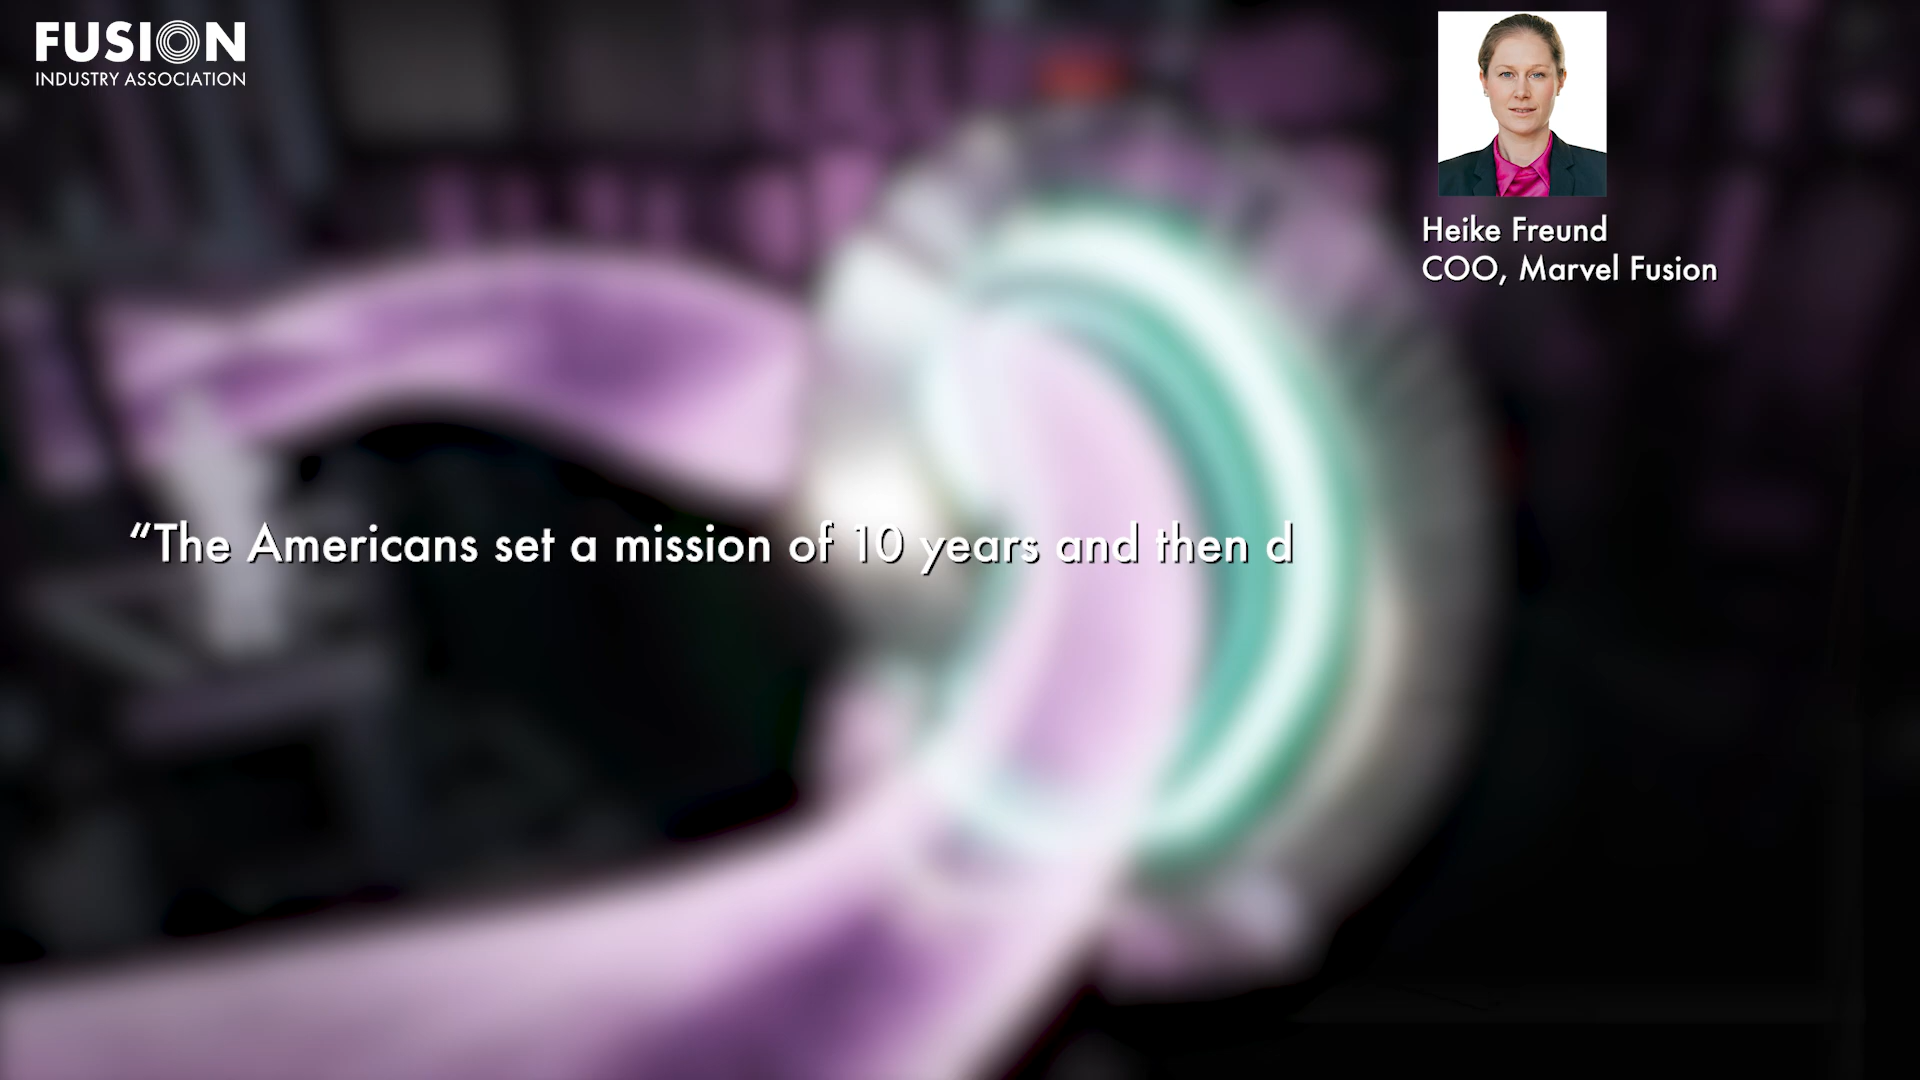 FUSION
INDUSTRY ASSOCIATION
Heike Freund
COO, Marvel Fusion
“The Americans set a mission of 10 years and then d